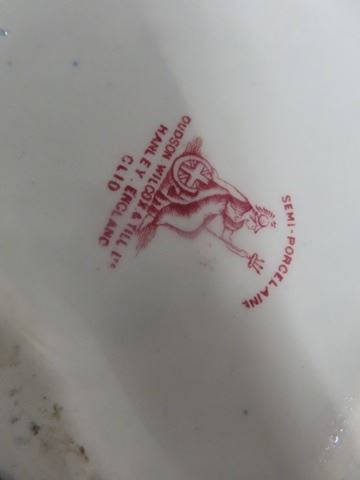 SEMI-PORCELAINE
OUDSON WILCOX & TILL LTD
HANLEY·ENGLAND
CLIO